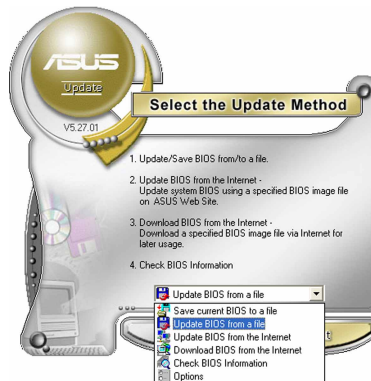 ASUS
Update
V5.27.01
Select the Update Method
1. Update/Save BIOS from/to a file.
2. Update BIOS from the Internet -
Update system BIOS using a specified BIOS image file
on ASUS Web Site.
3. Download BIOS from the Internet -
Download a specified BIOS image file via Internet for
later usage.
4. Check BIOS Information
Update BIOS from a file
Save current BIOS to a file
Update BIOS from a file
Update BIOS from the Internet
Download BIOS from the Internet
Check BIOS Information
Options